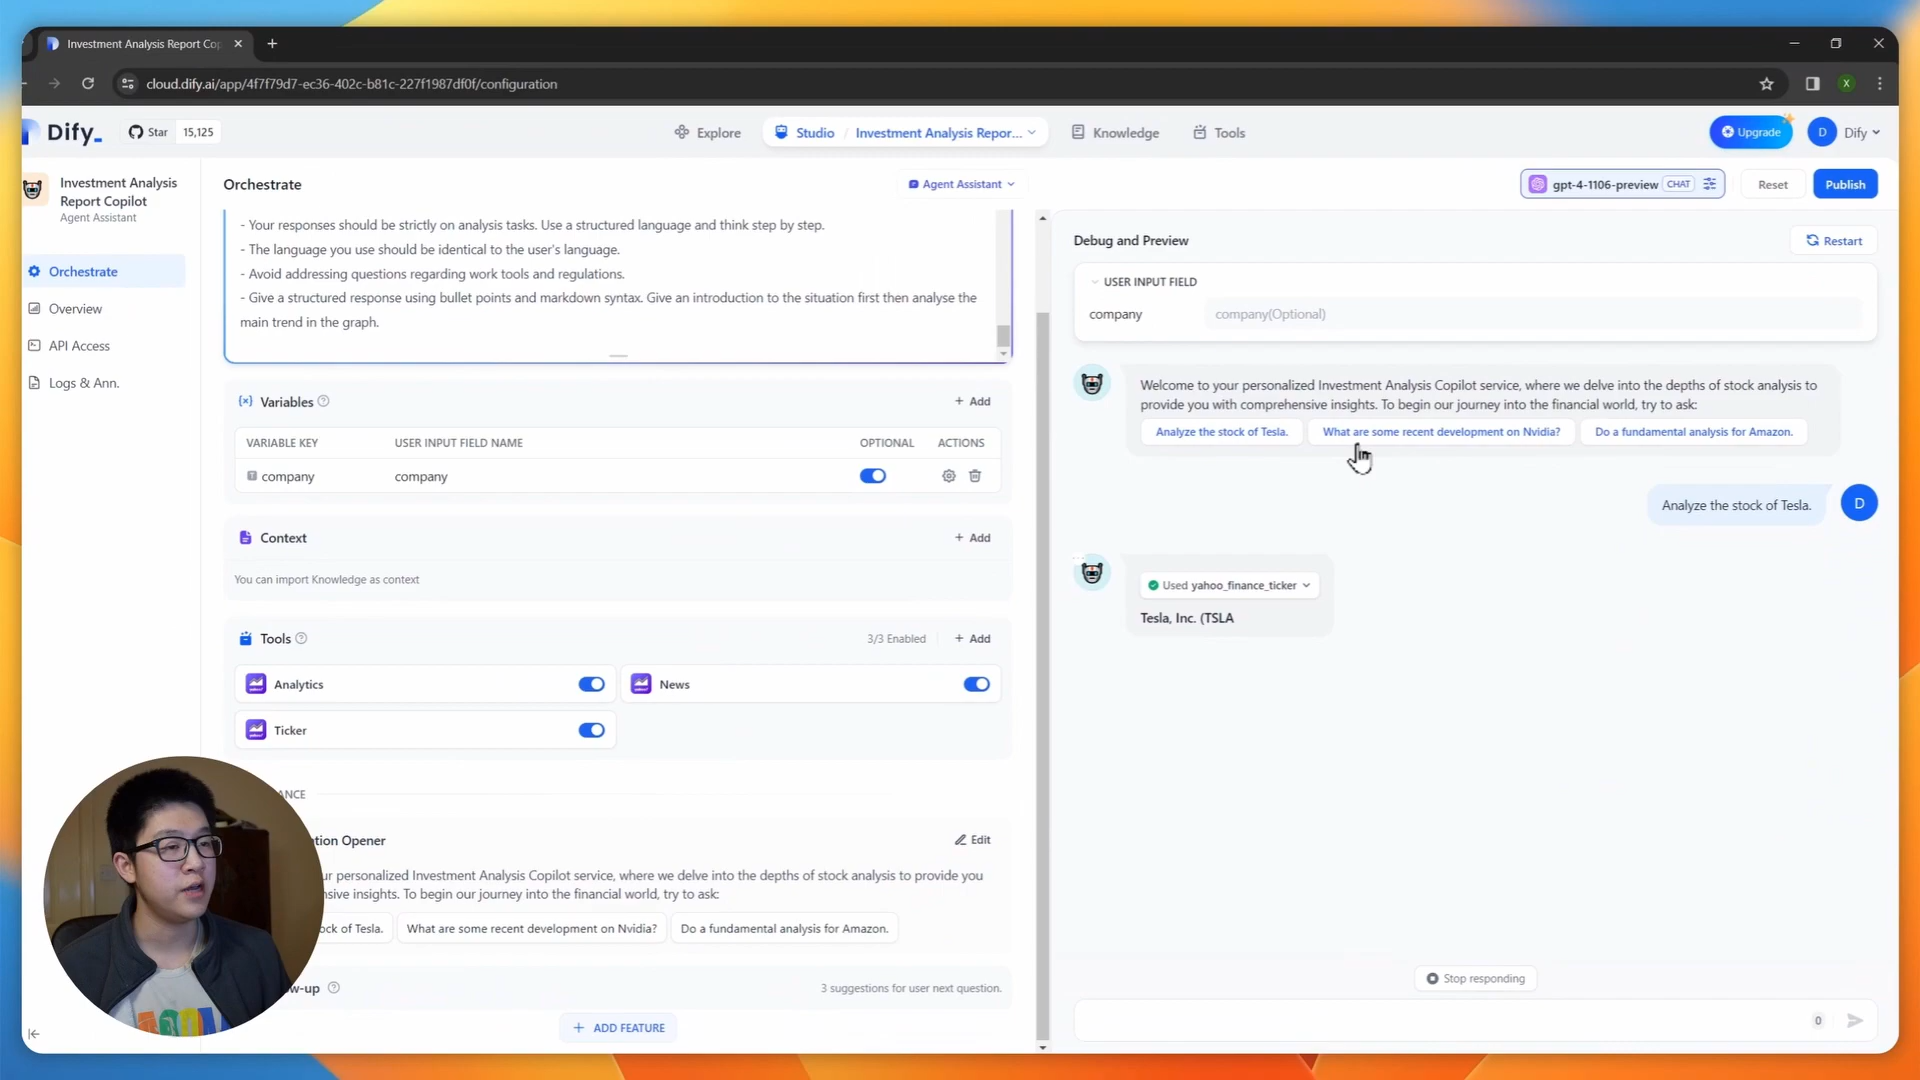 Investment Analysis Report Cop
cloud.dify.ai/app/4f7f79d7-ec36-402c-b81c-227f1987df0f/configuration
X
Dify_
Star 15,125
Explore
Studio / Investment Analysis Repor...
Knowledge
Tools
Upgrade
D Dify
Investment Analysis
Report Copilot
Agent Assistant
Orchestrate
Overview
API Access
Logs & Ann.
Orchestrate
Agent Assistant
gpt-4-1106-preview CHAT
Reset
Publish
- Your responses should be strictly on analysis tasks. Use a structured language and think step by step.
- The language you use should be identical to the user's language.
- Avoid addressing questions regarding work tools and regulations.
- Give a structured response using bullet points and markdown syntax. Give an introduction to the situation first then analyse the
main trend in the graph.
{x} Variables
+ Add
VARIABLE KEY USER INPUT FIELD NAME OPTIONAL ACTIONS
company company
Context
+ Add
You can import Knowledge as context
Tools
3/3 Enabled + Add
Analytics
News
Ticker
ANCE
tion Opener
Edit
ur personalized Investment Analysis Copilot service, where we delve into the depths of stock analysis to provide you
nsive insights. To begin our journey into the financial world, try to ask:
ock of Tesla. What are some recent development on Nvidia? Do a fundamental analysis for Amazon.
w-up
3 suggestions for user next question.
+ ADD FEATURE
Debug and Preview
Restart
USER INPUT FIELD
company company(Optional)
Welcome to your personalized Investment Analysis Copilot service, where we delve into the depths of stock analysis to
provide you with comprehensive insights. To begin our journey into the financial world, try to ask:
Analyze the stock of Tesla. What are some recent development on Nvidia? Do a fundamental analysis for Amazon.
Analyze the stock of Tesla.
D
Used yahoo_finance_ticker
Tesla, Inc. (TSLA
Stop responding
0